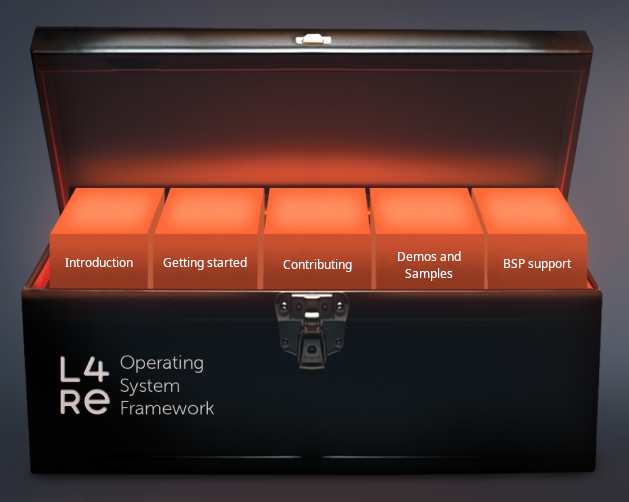 Introduction
Getting started
Contributing
Demos and
Samples
BSP support
L4
Re
Operating
System
Framework